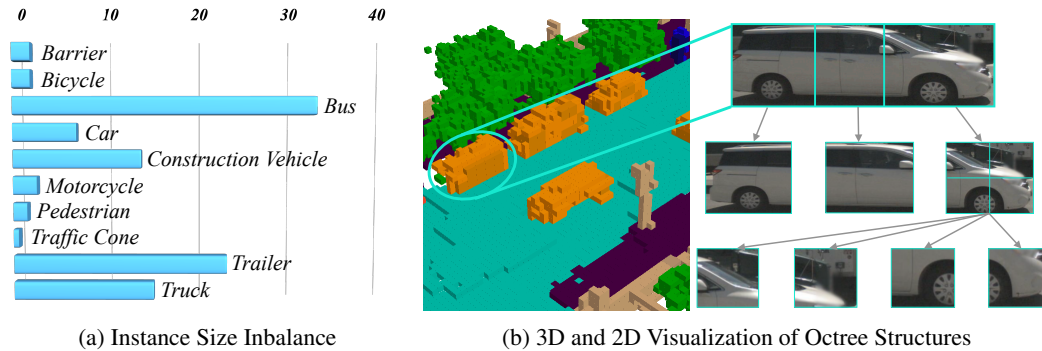 0 10 20 30 40
Barrier
Bicycle
Bus
Car
Construction Vehicle
Motorcycle
Pedestrian
Traffic Cone
Trailer
Truck
(a) Instance Size Inbalance
(b) 3D and 2D Visualization of Octree Structures